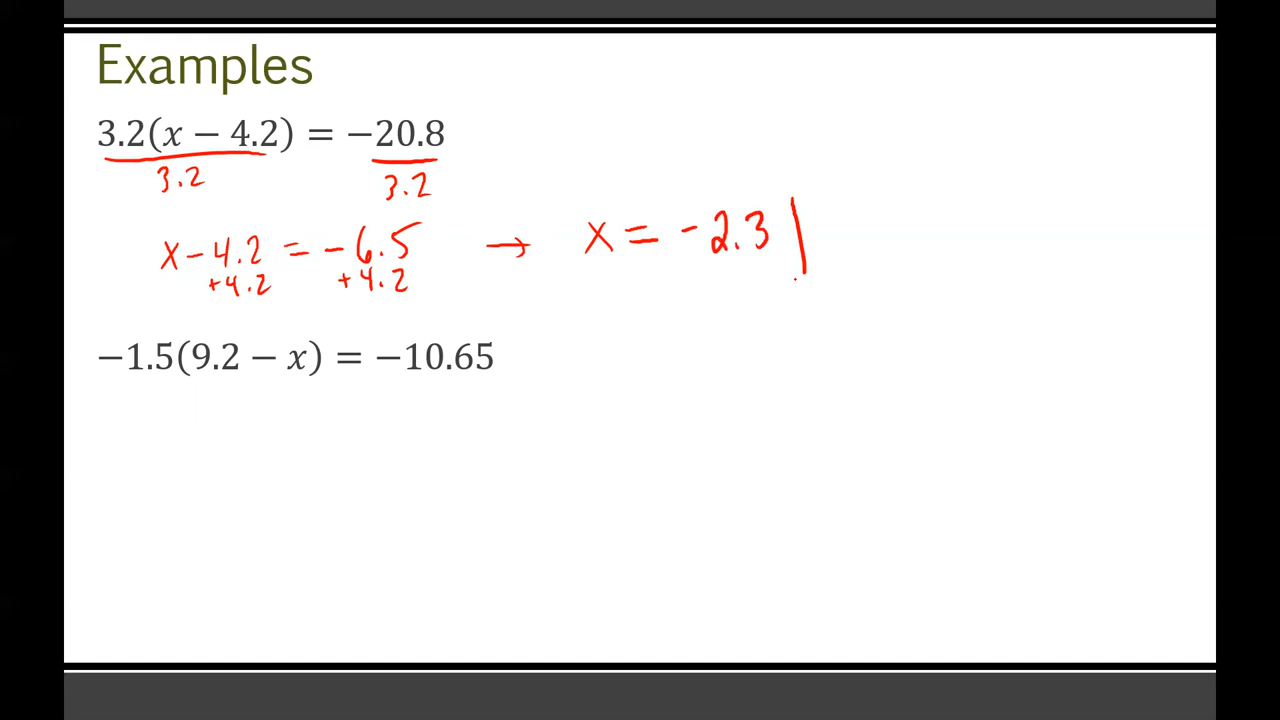 Examples
3.2(x − 4.2) = −20.8
3.2 3.2
x - 4.2 = - 6.5 → x = -2.3
+4.2 +4.2
−1.5(9.2 − x) = −10.65